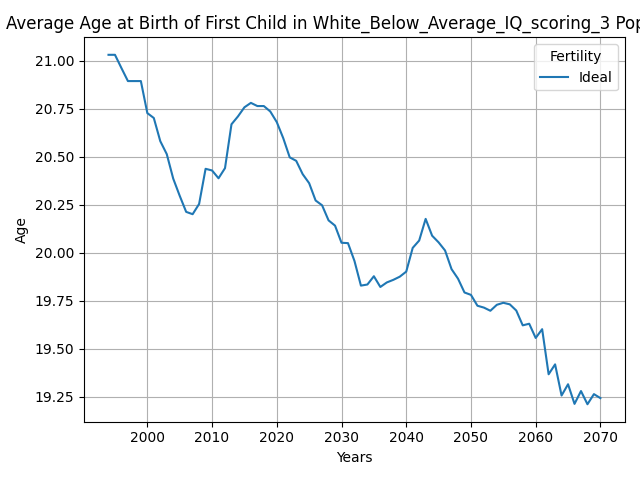 Average Age at Birth of First Child in White_Below_Average_IQ_scoring_3 Pop
Fertility
Ideal
21.00
20.75
20.50
20.25
20.00
19.75
19.50
19.25
Age
2000 2010 2020 2030 2040 2050 2060 2070
Years